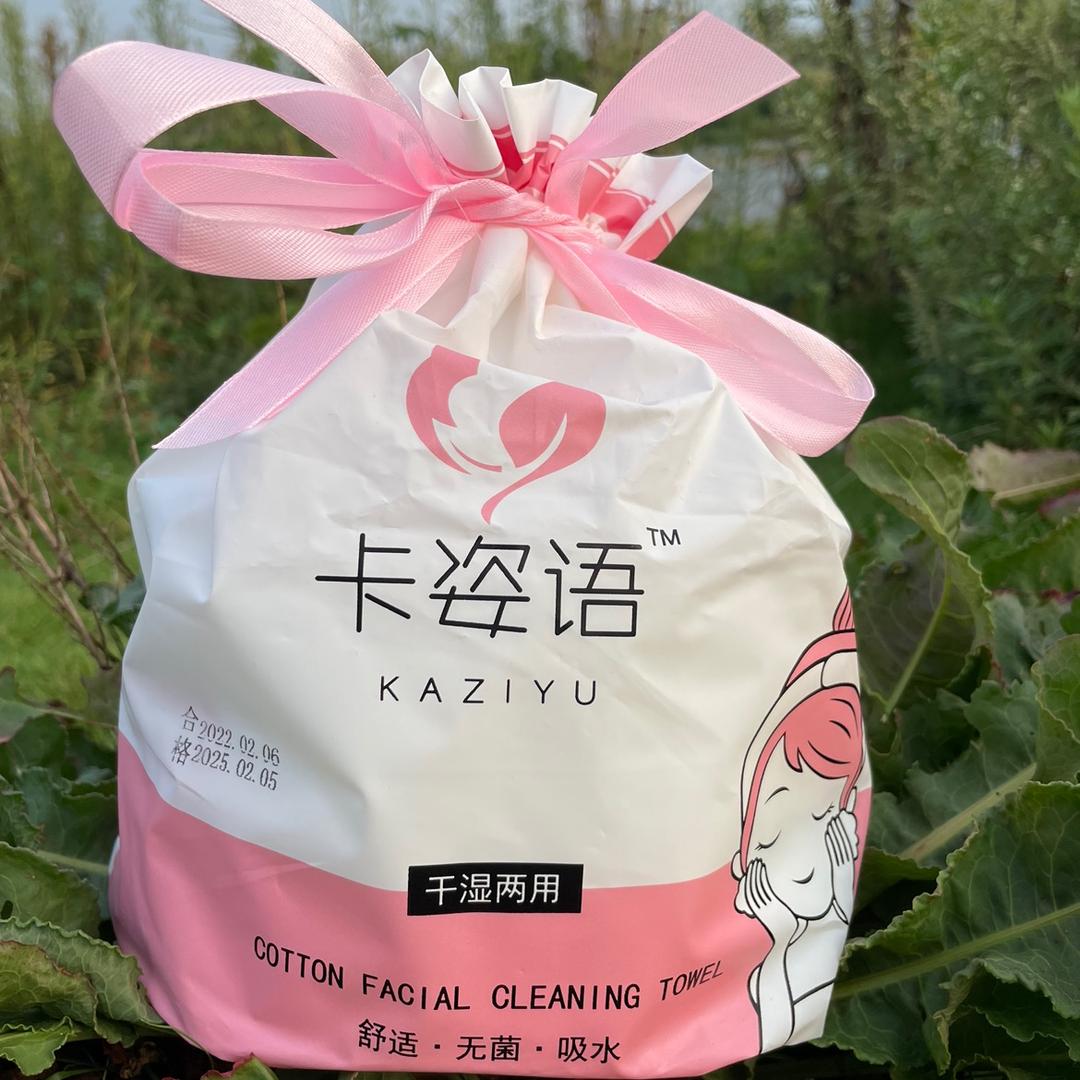 卡姿语™
KAZIYU
合2022.02.06
格2025.02.05
干湿两用
COTTON FACIAL CLEANING TOWEL
舒适·无菌·吸水